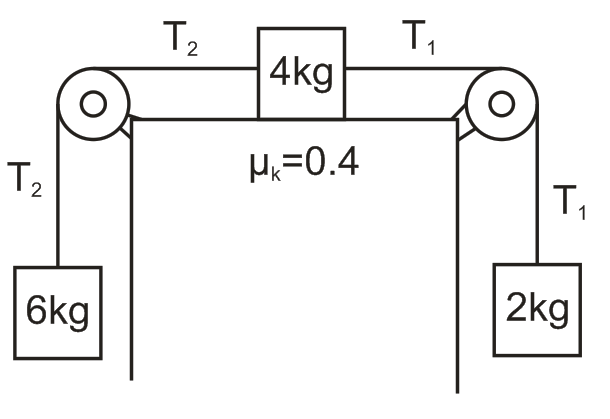 T₂
T₁
4kg
μₖ=0.4
T₂
T₁
6kg
2kg